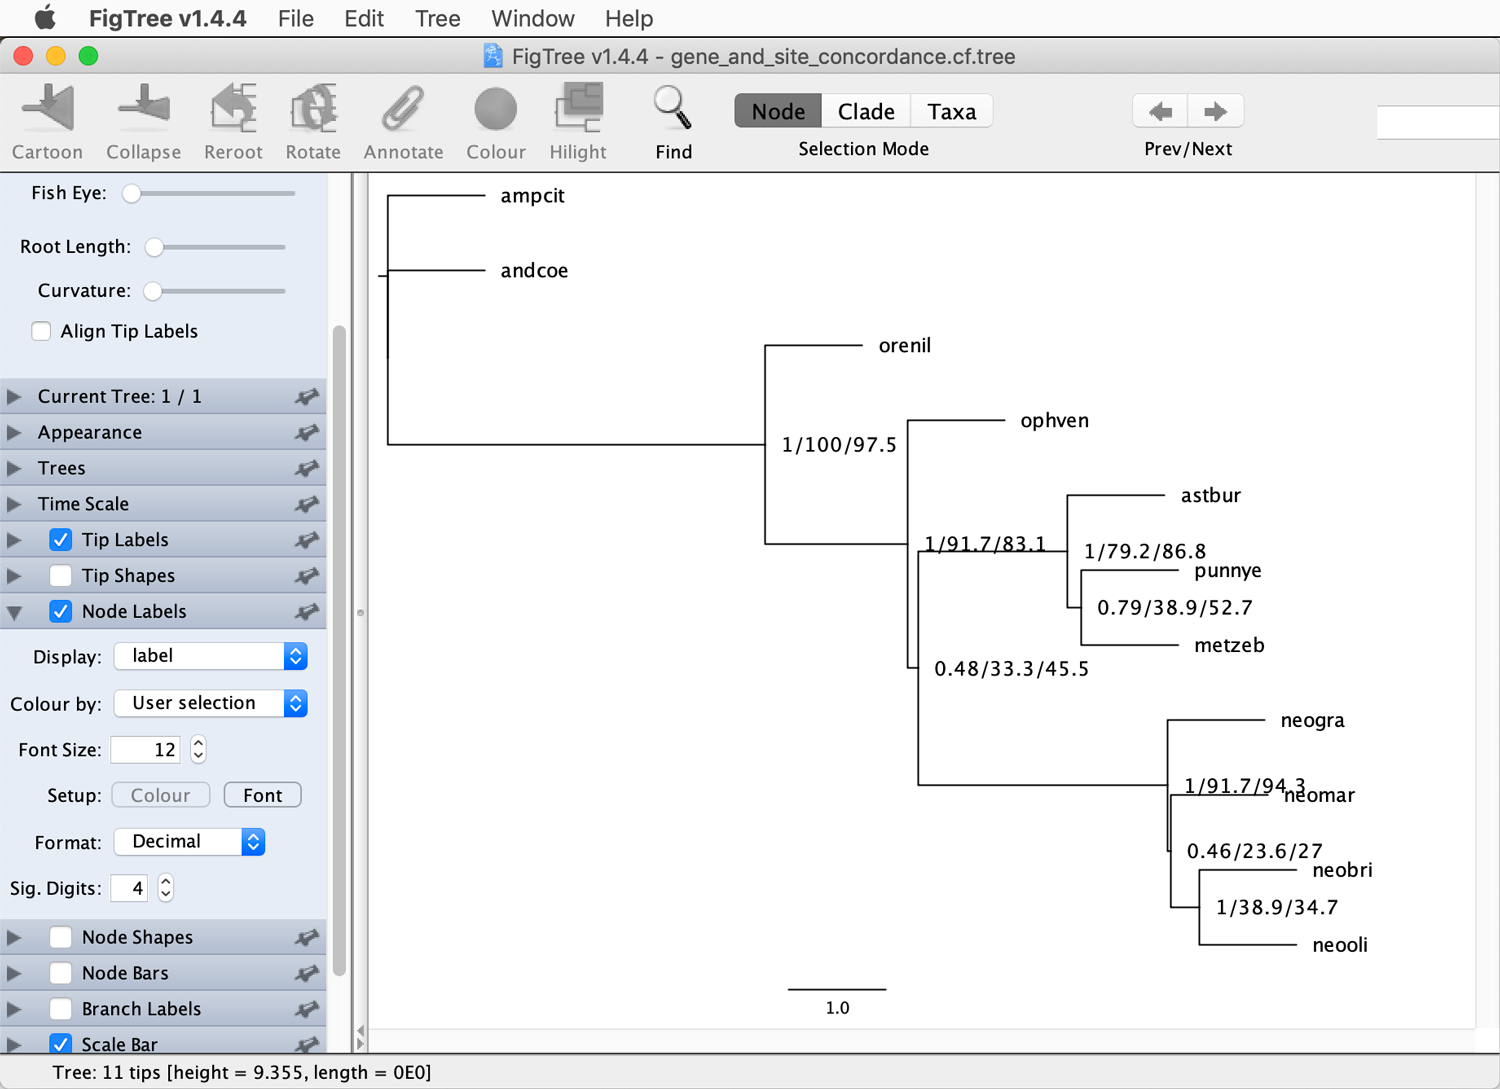 FigTree v1.4.4 File Edit Tree Window Help
FigTree v1.4.4 - gene_and_site_concordance.cf.tree
Cartoon Collapse Reroot Rotate Annotate Colour Hilight Find
Node Clade Taxa
Selection Mode
Prev/Next
Fish Eye:
Root Length:
Curvature:
Align Tip Labels
Current Tree: 1 / 1
Appearance
Trees
Time Scale
Tip Labels
Tip Shapes
Node Labels
Display: label
Colour by: User selection
Font Size: 12
Setup: Colour Font
Format: Decimal
Sig. Digits: 4
Node Shapes
Node Bars
Branch Labels
Scale Bar
ampcit
andcoe
orenil
ophven
1/100/97.5
astbur
1/91.7/83.1
1/79.2/86.8
punnye
0.79/38.9/52.7
metzeb
0.48/33.3/45.5
neogra
1/91.7/94.3
neomar
0.46/23.6/27
neobri
1/38.9/34.7
neooli
1.0
Tree: 11 tips [height = 9.355, length = 0E0]